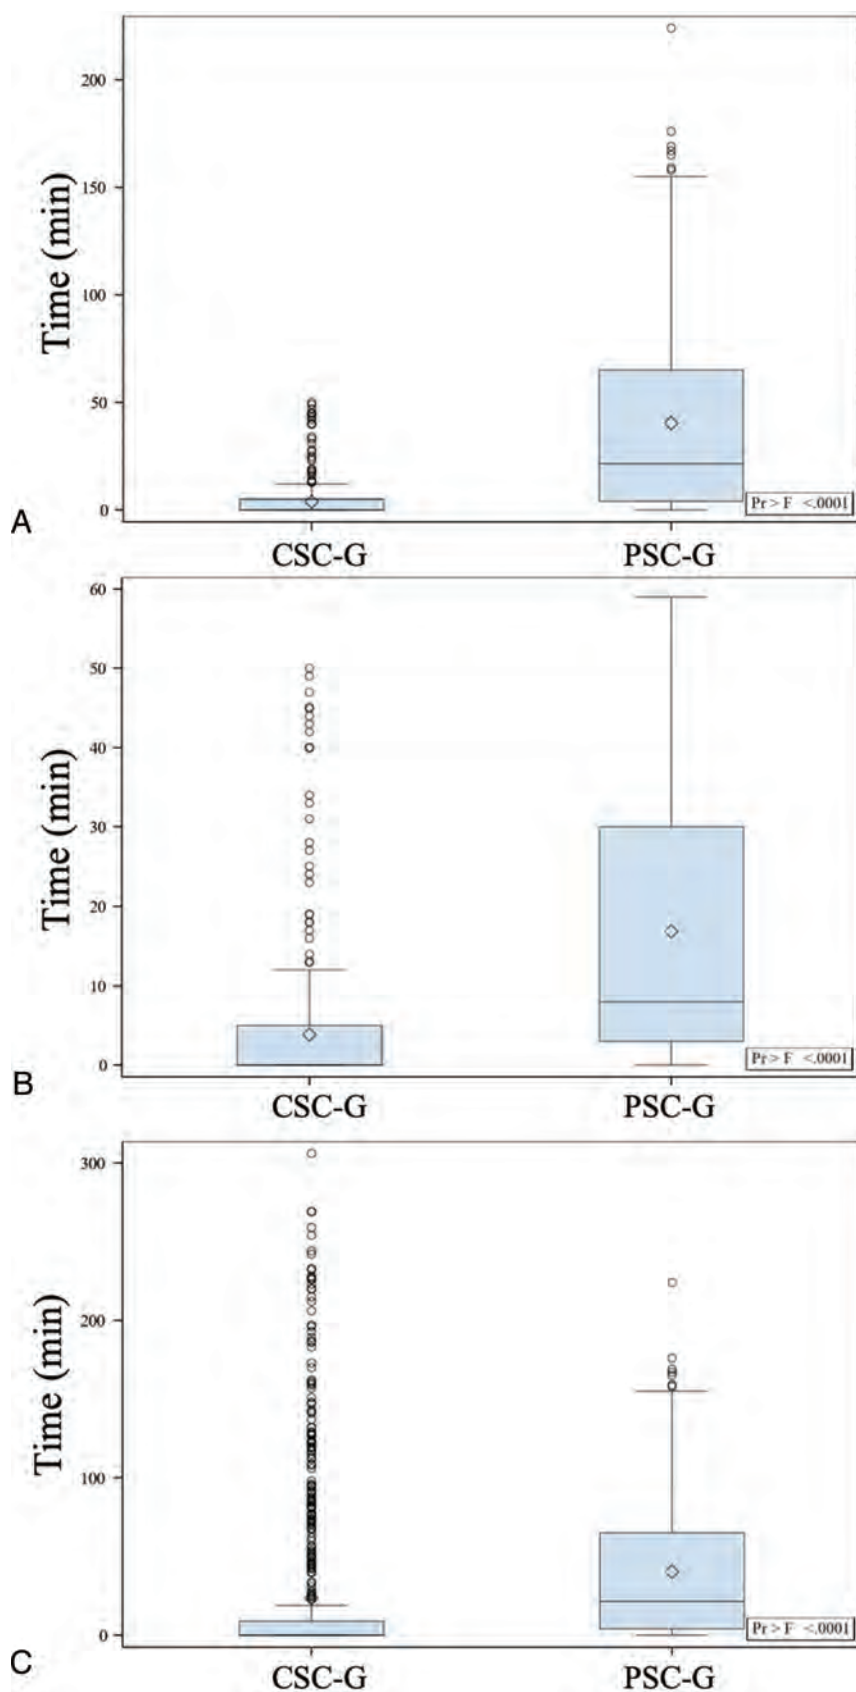 200
150
Time (min)
100
50
0
Pr > F <.0001
A
CSC-G PSC-G
60
50
40
Time (min)
30
20
10
0
Pr > F <.0001
B
CSC-G PSC-G
300
200
Time (min)
100
0
Pr > F <.0001
C
CSC-G PSC-G